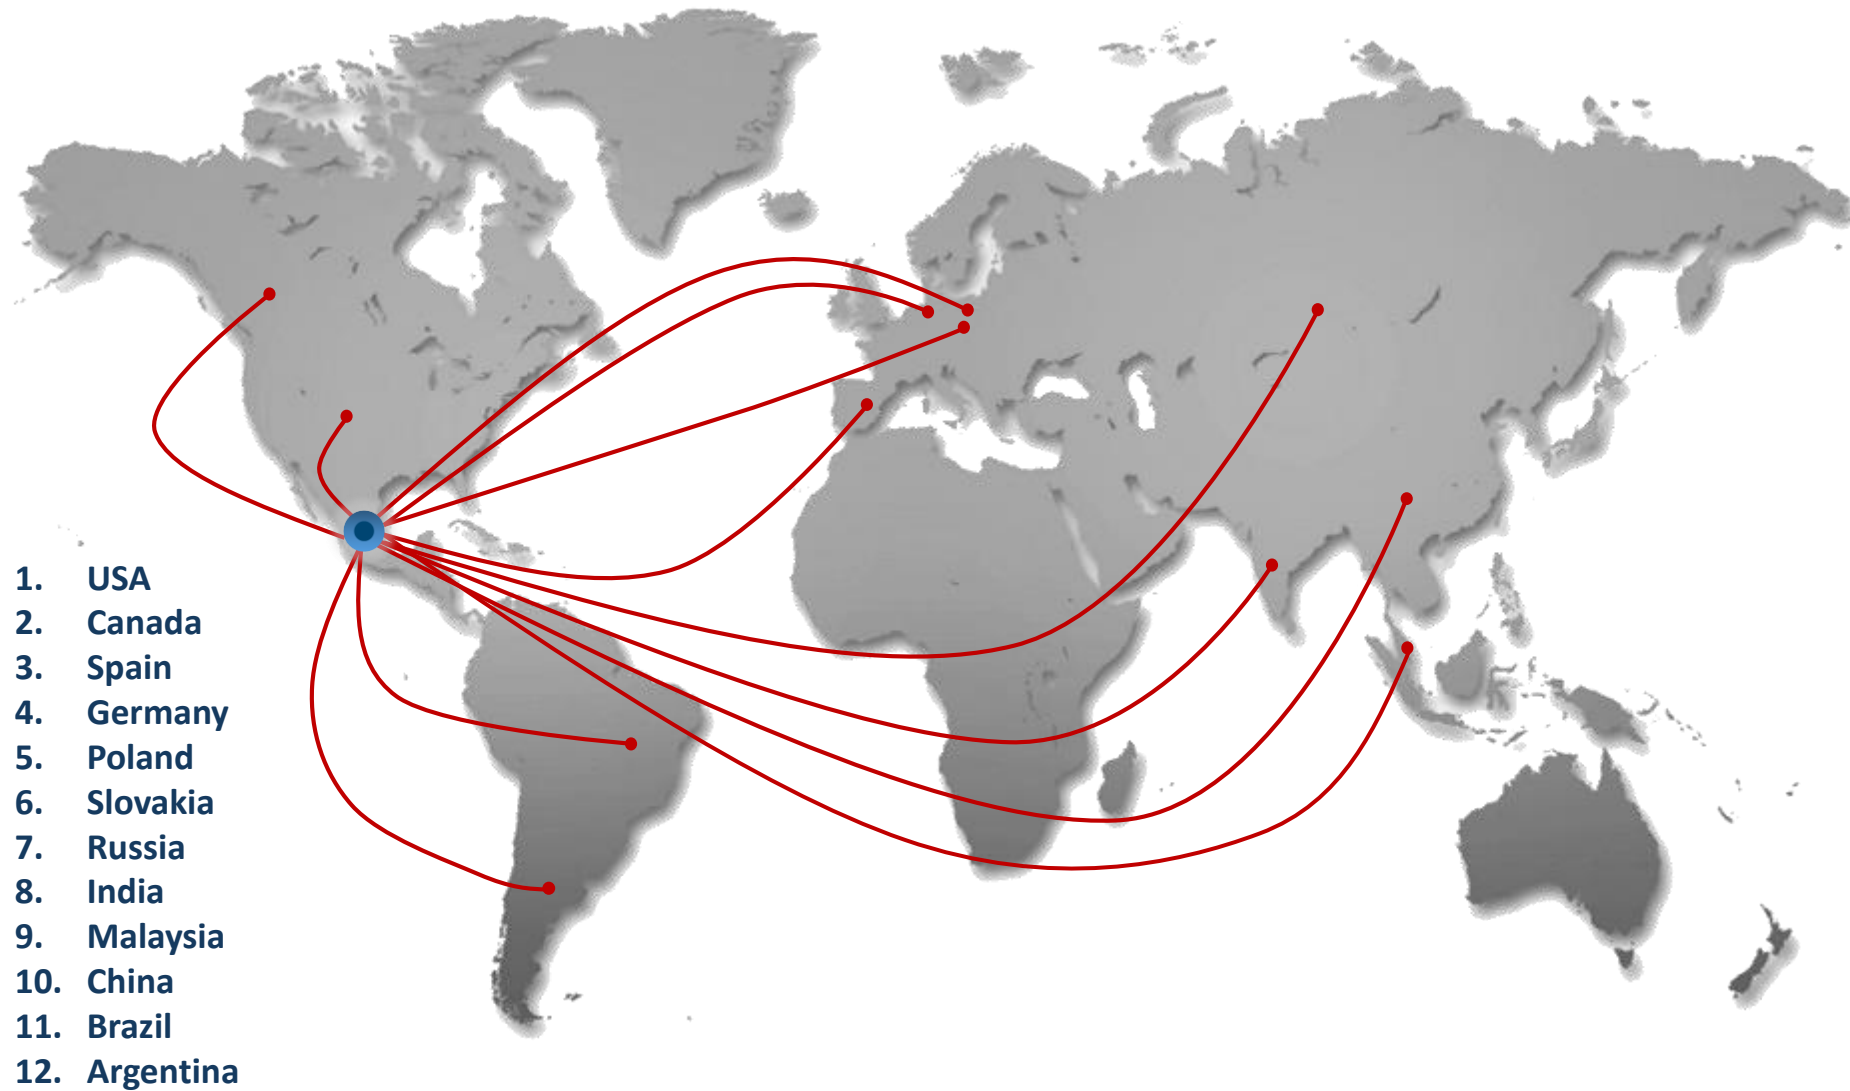 1. USA
2. Canada
3. Spain
4. Germany
5. Poland
6. Slovakia
7. Russia
8. India
9. Malaysia
10. China
11. Brazil
12. Argentina